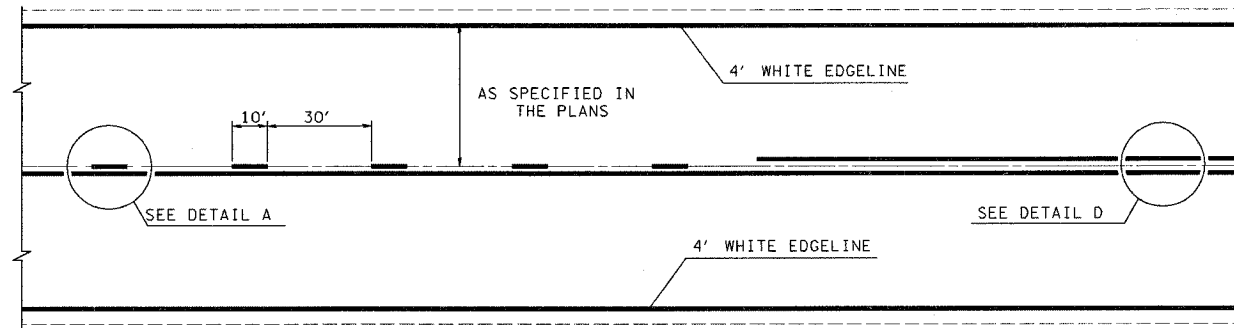 4' WHITE EDGELINE
AS SPECIFIED IN
THE PLANS
10'
30'
SEE DETAIL A
SEE DETAIL D
4' WHITE EDGELINE